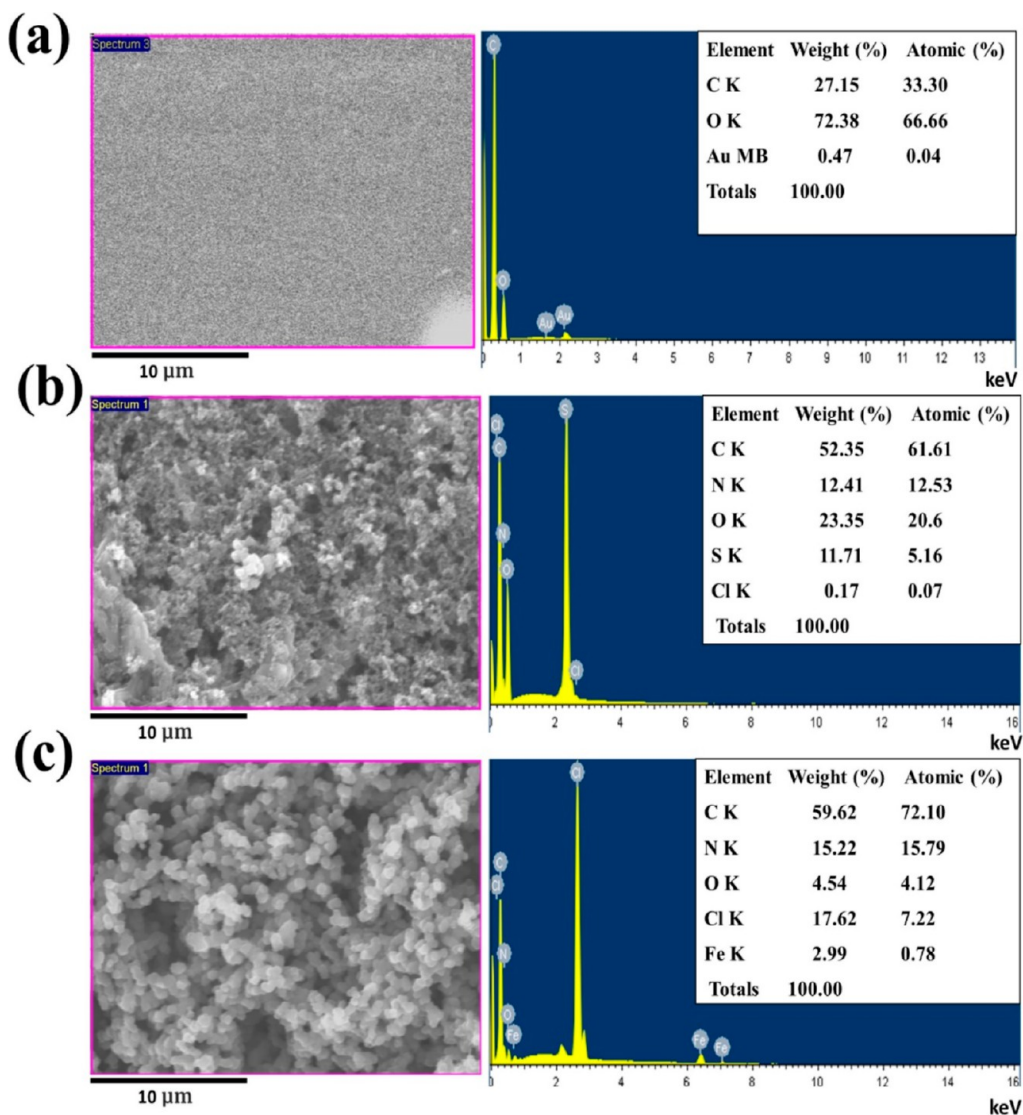 (a)
Spectrum 3
10 μm
C
O
Au
Au
0 1 2 3 4 5 6 7 8 9 10 11 12 13
keV
Element Weight (%) Atomic (%)
C K 27.15 33.30
O K 72.38 66.66
Au MB 0.47 0.04
Totals 100.00
(b)
Spectrum 1
10 μm
Cl
C
N
O
S
Cl
0 2 4 6 8 10 12 14 16
keV
Element Weight (%) Atomic (%)
C K 52.35 61.61
N K 12.41 12.53
O K 23.35 20.6
S K 11.71 5.16
Cl K 0.17 0.07
Totals 100.00
(c)
Spectrum 1
10 μm
C
Cl
N
O
Fe
Cl
Fe
Fe
0 2 4 6 8 10 12 14 16
keV
Element Weight (%) Atomic (%)
C K 59.62 72.10
N K 15.22 15.79
O K 4.54 4.12
Cl K 17.62 7.22
Fe K 2.99 0.78
Totals 100.00